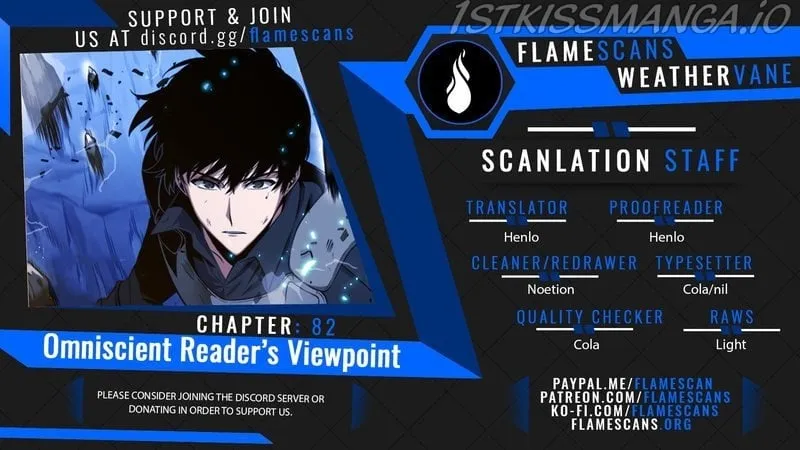 SUPPORT & JOIN
US AT discord.gg/flamescans
1STKISSMANGA.iO
FLAMESCANS
WEATHERVANE
SCANLATION STAFF
TRANSLATOR
Henlo
PROOFREADER
Henlo
CLEANER/REDRAWER
Noetion
TYPESETTER
Cola/nil
QUALITY CHECKER
Cola
RAWS
Light
CHAPTER: 82
Omniscient Reader's Viewpoint
PLEASE CONSIDER JOINING THE DISCORD SERVER OR
DONATING IN ORDER TO SUPPORT US.
PAYPAL.ME/FLAMESCAN
PATREON.COM/FLAMESCANS
KO-FI.COM/FLAMESCANS
FLAMESCANS.ORG